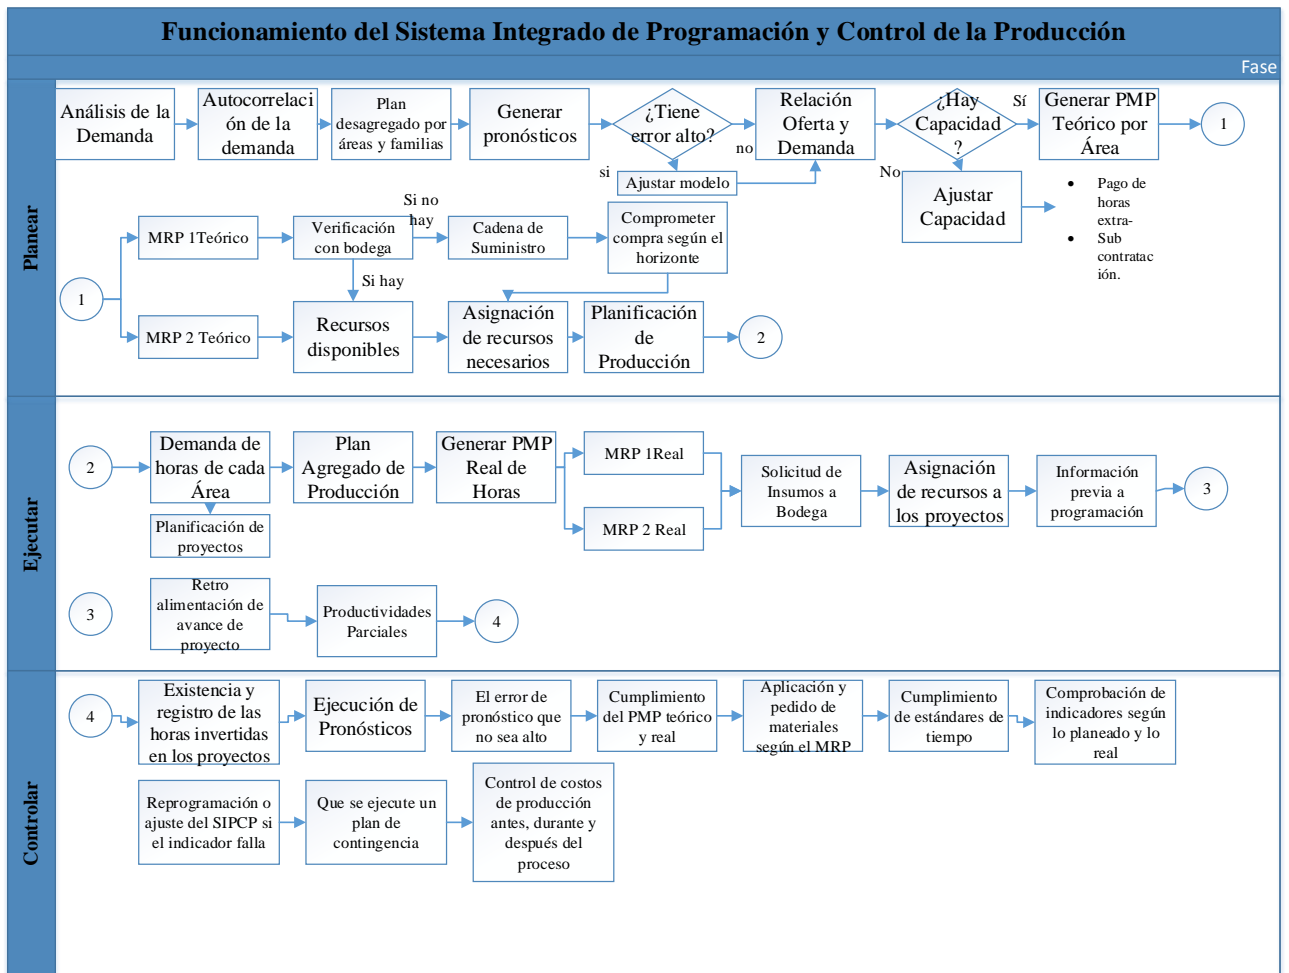 Funcionamiento del Sistema Integrado de Programación y Control de la Producción
Fase
Planear
Análisis de la
Demanda
Autocorrelaci
ón de la
demanda
Plan
desagregado por
áreas y familias
Generar
pronósticos
¿Tiene
error alto?
no
si
Ajustar modelo
Relación
Oferta y
Demanda
¿Hay
Capacidad
?
Sí
No
Generar PMP
Teórico por
Área
1
Ajustar
Capacidad
• Pago de
horas
extra-
• Sub
contratac
ión.
1
MRP 1Teórico
Verificación
con bodega
Si no
hay
Cadena de
Suministro
Comprometer
compra según el
horizonte
Si hay
MRP 2 Teórico
Recursos
disponibles
Asignación
de recursos
necesarios
Planificación
de
Producción
2
Ejecutar
2
Demanda de
horas de cada
Área
Planificación de
proyectos
Plan
Agregado de
Producción
Generar PMP
Real de
Horas
MRP 1Real
MRP 2 Real
Solicitud de
Insumos a
Bodega
Asignación
de recursos a
los proyectos
Información
previa a
programación
3
3
Retro
alimentación de
avance de
proyecto
Productividades
Parciales
4
Controlar
4
Existencia y
registro de las
horas invertidas
en los proyectos
Ejecución de
Pronósticos
El error de
pronóstico que
no sea alto
Cumplimiento
del PMP teórico
y real
Aplicación y
pedido de
materiales
según el MRP
Cumplimiento
de estándares de
tiempo
Comprobación de
indicadores según
lo planeado y lo
real
Reprogramación o
ajuste del SIPCP si
el indicador falla
Que se ejecute un
plan de
contingencia
Control de costos
de producción
antes, durante y
después del
proceso